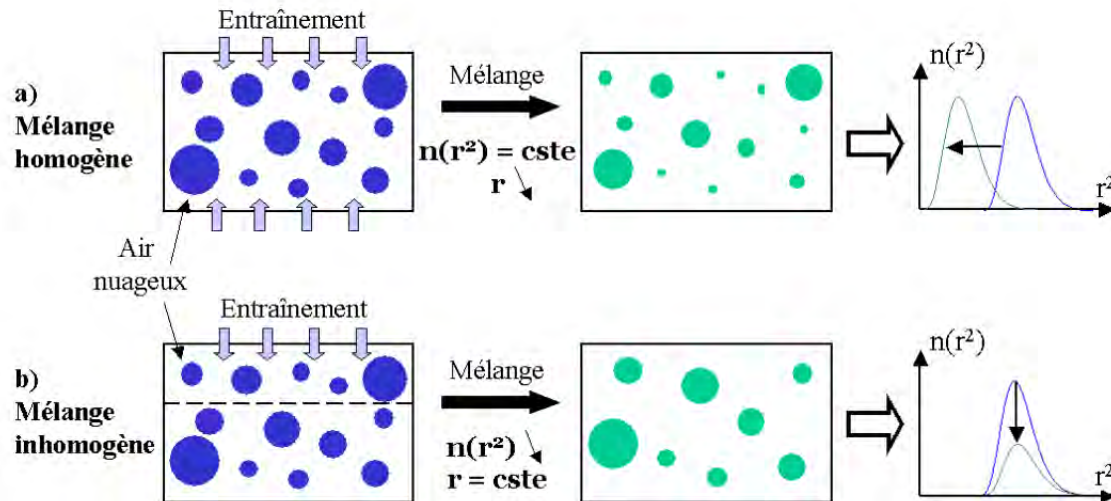 Entraînement
a)
Mélange
homogène
Mélange
n(r²) = cste
r
n(r²)
r²
Air
nuageux
Entraînement
b)
Mélange
inhomogène
Mélange
n(r²)
r = cste
n(r²)
r²